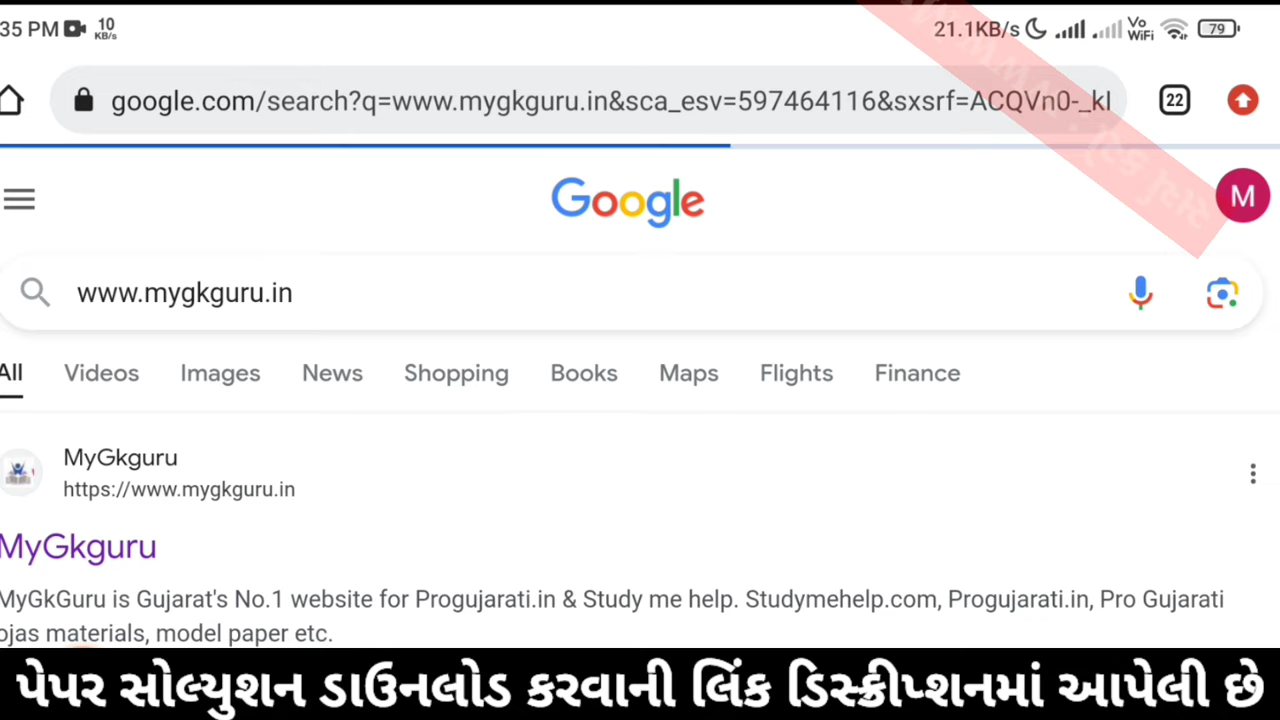 35 PM 10 KB/s 21.1KB/s Vo WiFi 79
google.com/search?q=www.mygkguru.in&sca_esv=597464116&sxsrf=ACQVn0-_kI 22
Google M
www.mygkguru.in
All Videos Images News Shopping Books Maps Flights Finance
MyGkguru
https://www.mygkguru.in
MyGkguru
MyGkGuru is Gujarat's No.1 website for Progujarati.in & Study me help. Studymehelp.com, Progujarati.in, Pro Gujarati
ojas materials, model paper etc.
પેપર સોલ્યુશન ડાઉનલોડ કરવાની લિંક ડિસ્ક્રીપ્શનમાં આપેલી છે